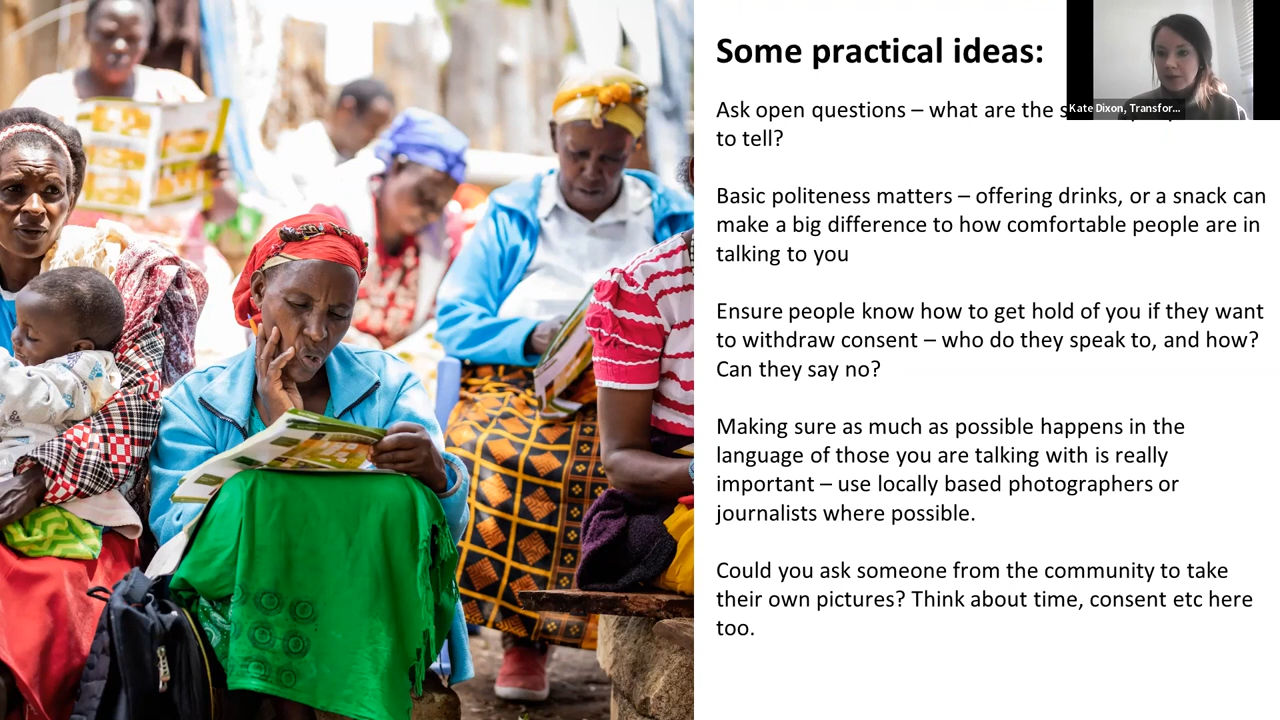 Some practical ideas:
Kate Dixon, Transfor...
Ask open questions – what are the
to tell?
Basic politeness matters – offering drinks, or a snack can
make a big difference to how comfortable people are in
talking to you
Ensure people know how to get hold of you if they want
to withdraw consent – who do they speak to, and how?
Can they say no?
Making sure as much as possible happens in the
language of those you are talking with is really
important – use locally based photographers or
journalists where possible.
Could you ask someone from the community to take
their own pictures? Think about time, consent etc here
too.